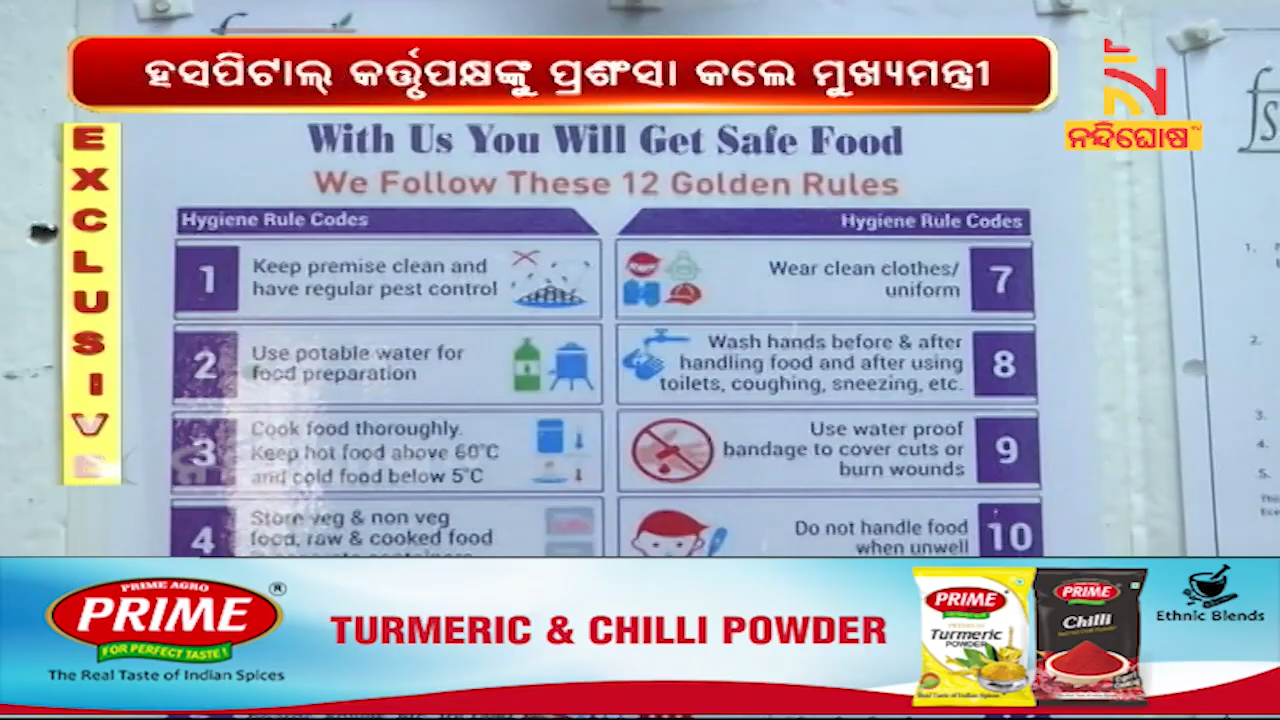 ହସପିଟାଲ୍ କର୍ତ୍ତୃପକ୍ଷଙ୍କୁ ପ୍ରଶଂସା କଲେ ମୁଖ୍ୟମନ୍ତ୍ରୀ
ନନ୍ଦିଘୋଷ
EXCLUSIVE
With Us You Will Get Safe Food
We Follow These 12 Golden Rules
Hygiene Rule Codes
1 Keep premise clean and
have regular pest control
2 Use potable water for
food preparation
3 Cook food thoroughly.
Keep hot food above 60°C
and cold food below 5°C
4 Store veg & non veg
food, raw & cooked food
Hygiene Rule Codes
Wear clean clothes/
uniform 7
Wash hands before & after
handling food and after using
toilets, coughing, sneezing, etc. 8
Use water proof
bandage to cover cuts or
burn wounds 9
Do not handle food
when unwell 10
1.
2.
3.
4.
5.
PRIME AGRO
PRIME ®
FOR PERFECT TASTE!
The Real Taste of Indian Spices
TURMERIC & CHILLI POWDER
PRIME
Turmeric
POWDER
PRIME
Chilli
Ethnic Blends